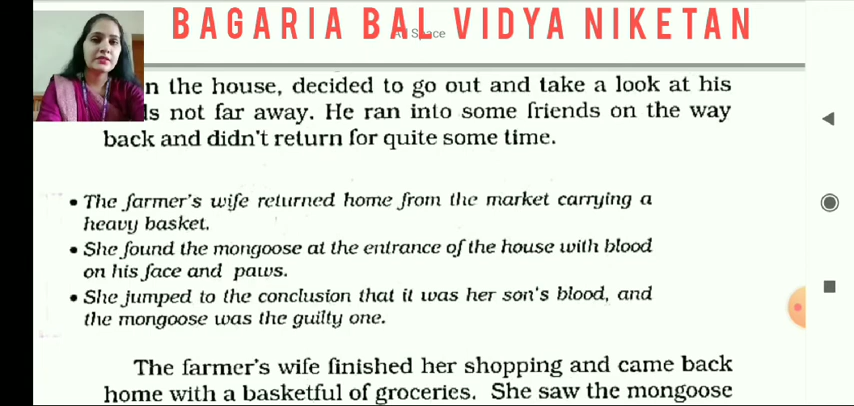 BAGARIA BAL VIDYA NIKETAN
n the house, decided to go out and take a look at his
ls not far away. He ran into some friends on the way
back and didn't return for quite some time.
• The farmer's wife returned home from the market carrying a
heavy basket.
• She found the mongoose at the entrance of the house with blood
on his face and paws.
• She jumped to the conclusion that it was her son's blood, and
the mongoose was the guilty one.
The farmer's wife finished her shopping and came back
home with a basketful of groceries. She saw the mongoose